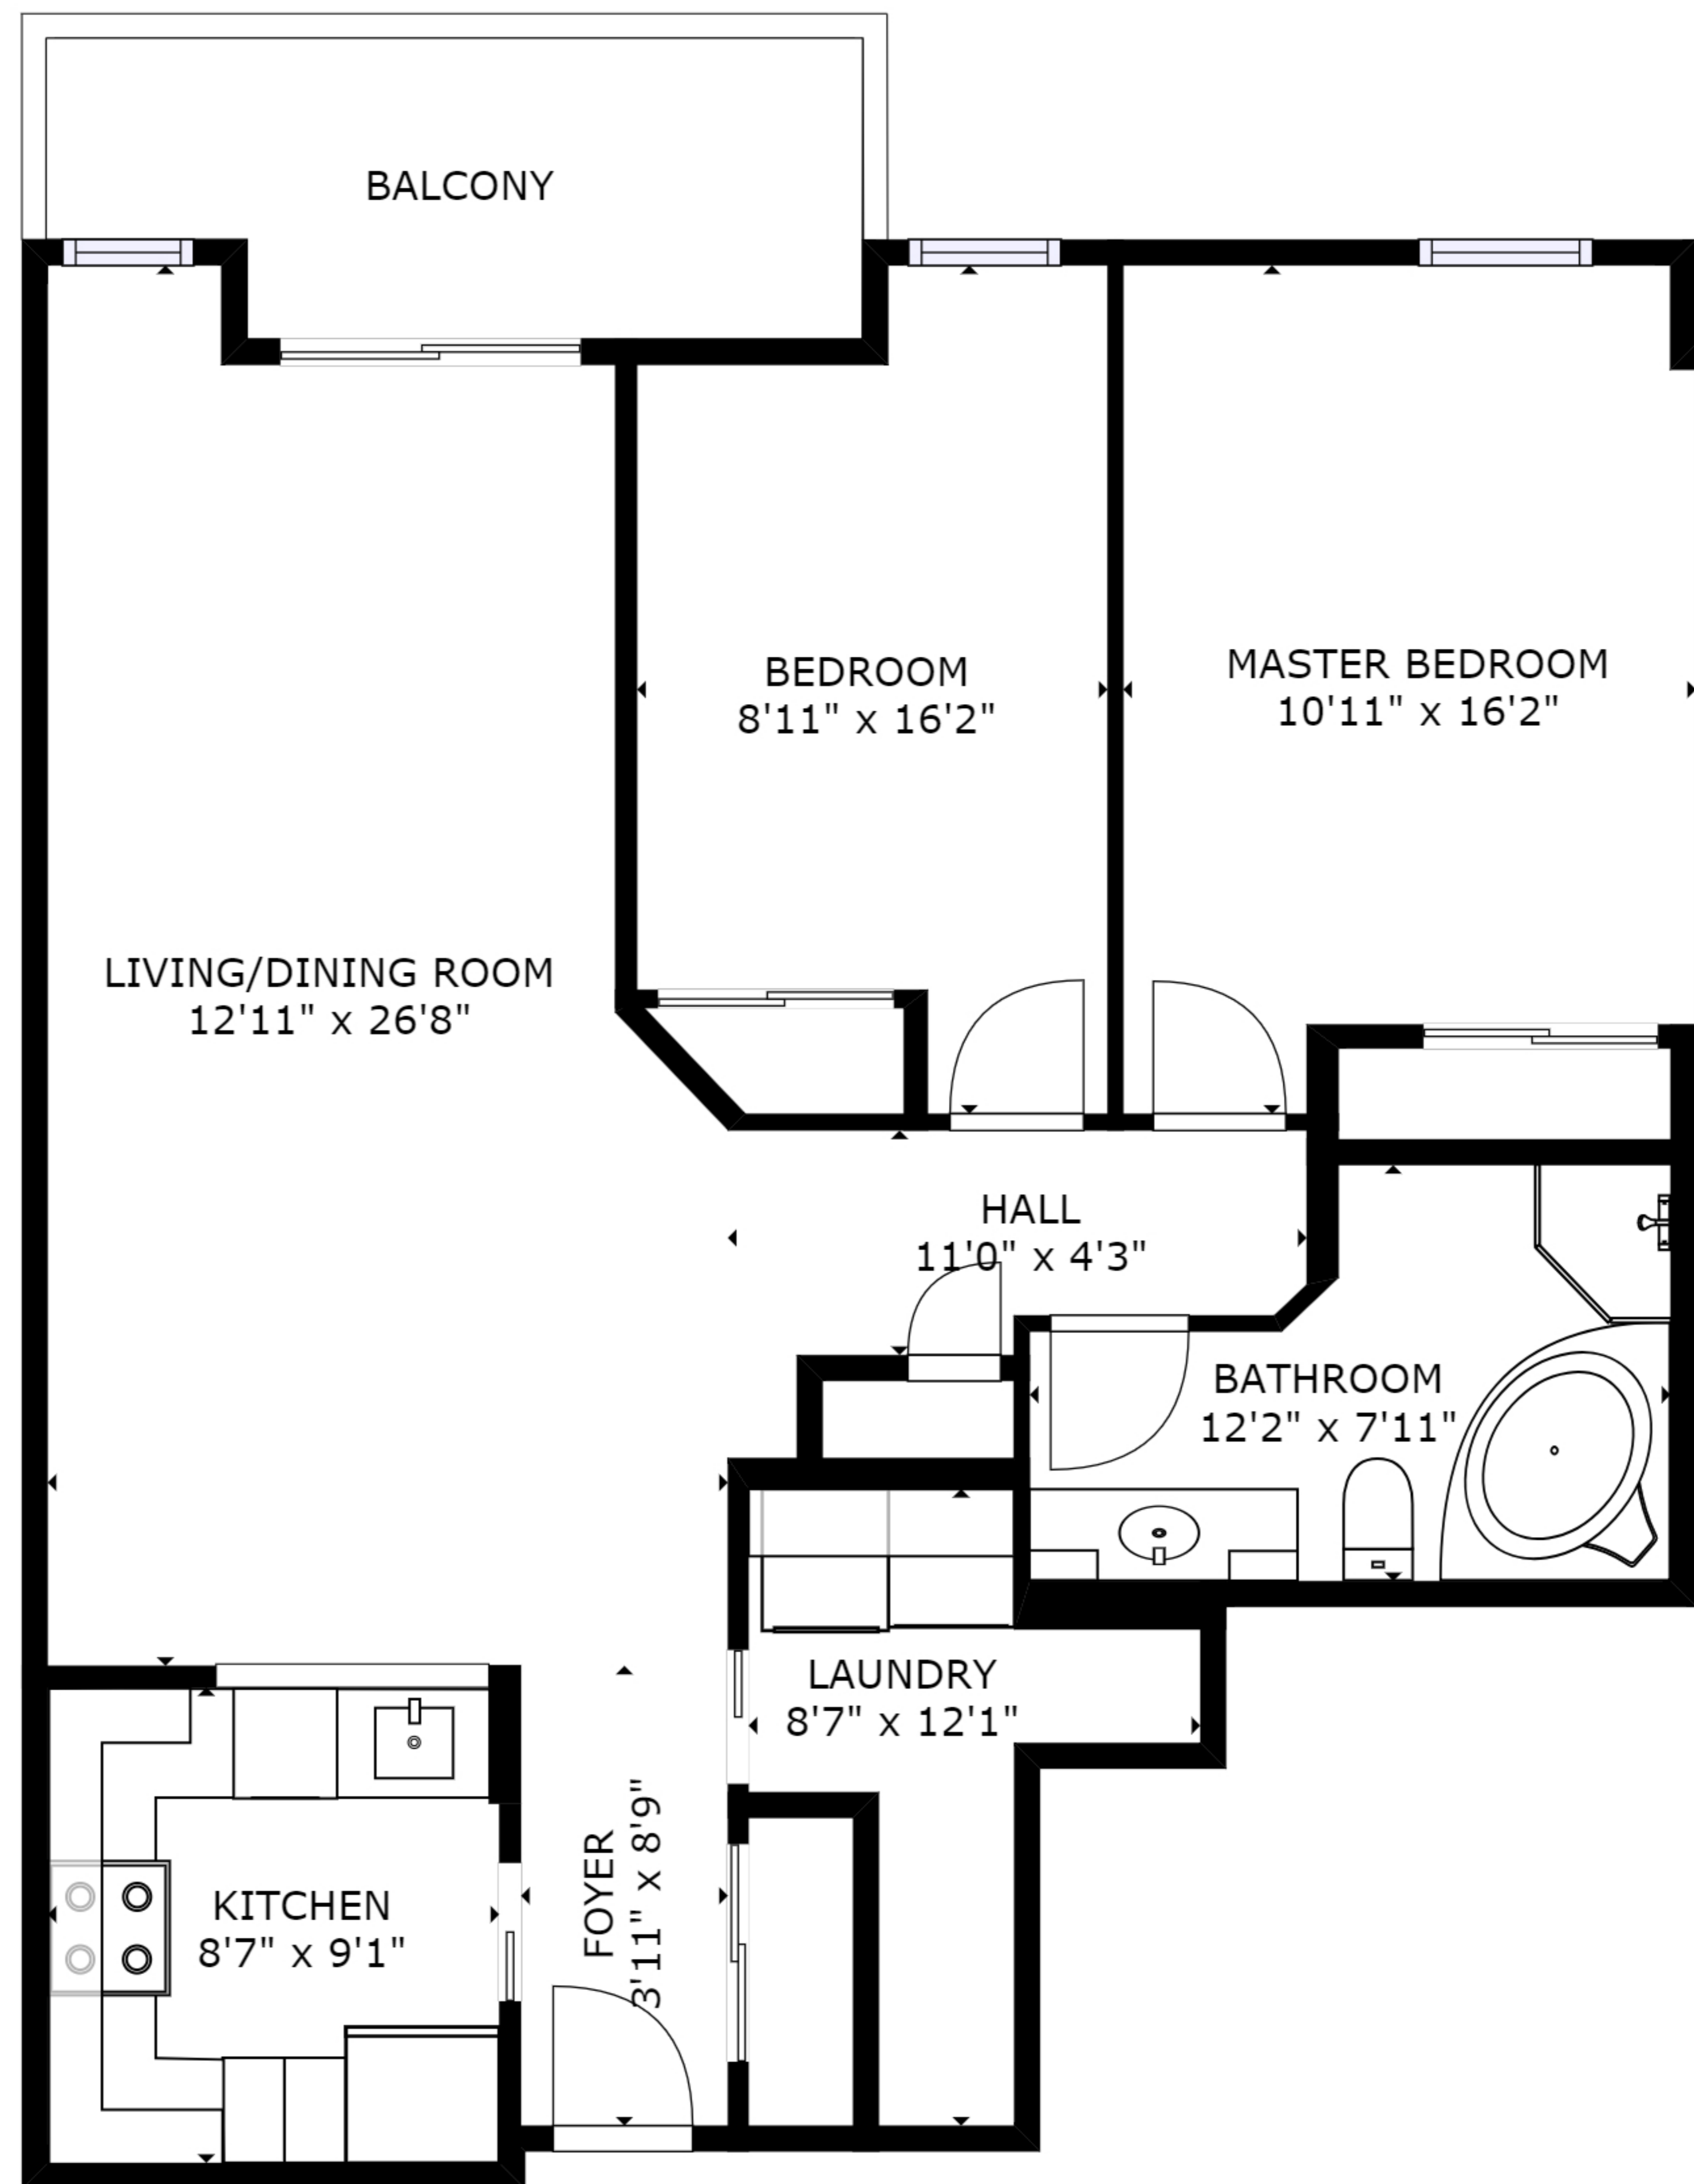 BALCONY
BEDROOM
8'11" x 16'2"
MASTER BEDROOM
10'11" x 16'2"
LIVING/DINING ROOM
12'11" x 26'8"
HALL
11'0" x 4'3"
BATHROOM
12'2" x 7'11"
LAUNDRY
8'7" x 12'1"
FOYER
3'11" x 8'9"
KITCHEN
8'7" x 9'1"